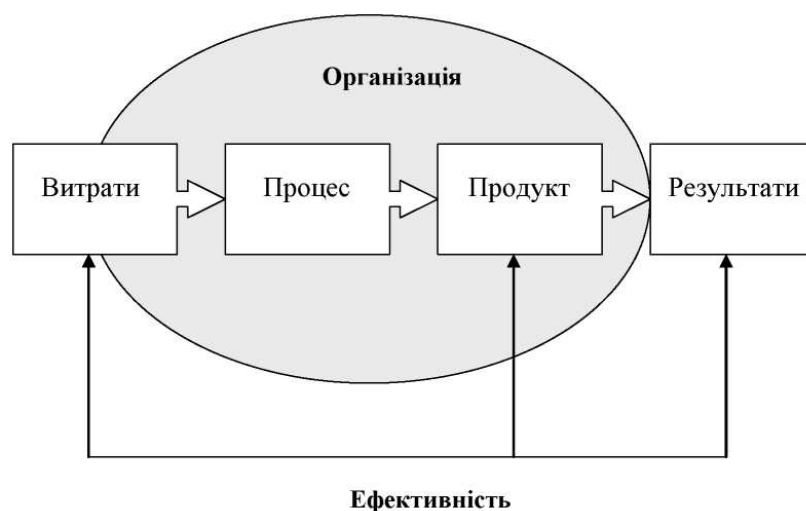 Організація
Витрати
Процес
Продукт
Результати
Ефективність